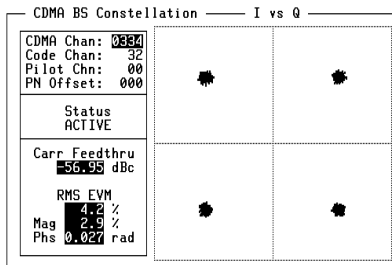 CDMA BS Constellation I vs Q
CDMA Chan: 0334
Code Chan: 32
Pilot Chn: 00
PN Offset: 000
Status
ACTIVE
Carr Feedthru
-56.95 dBc
RMS EVM
4.2 %
Mag 2.9 %
Phs 0.027 rad